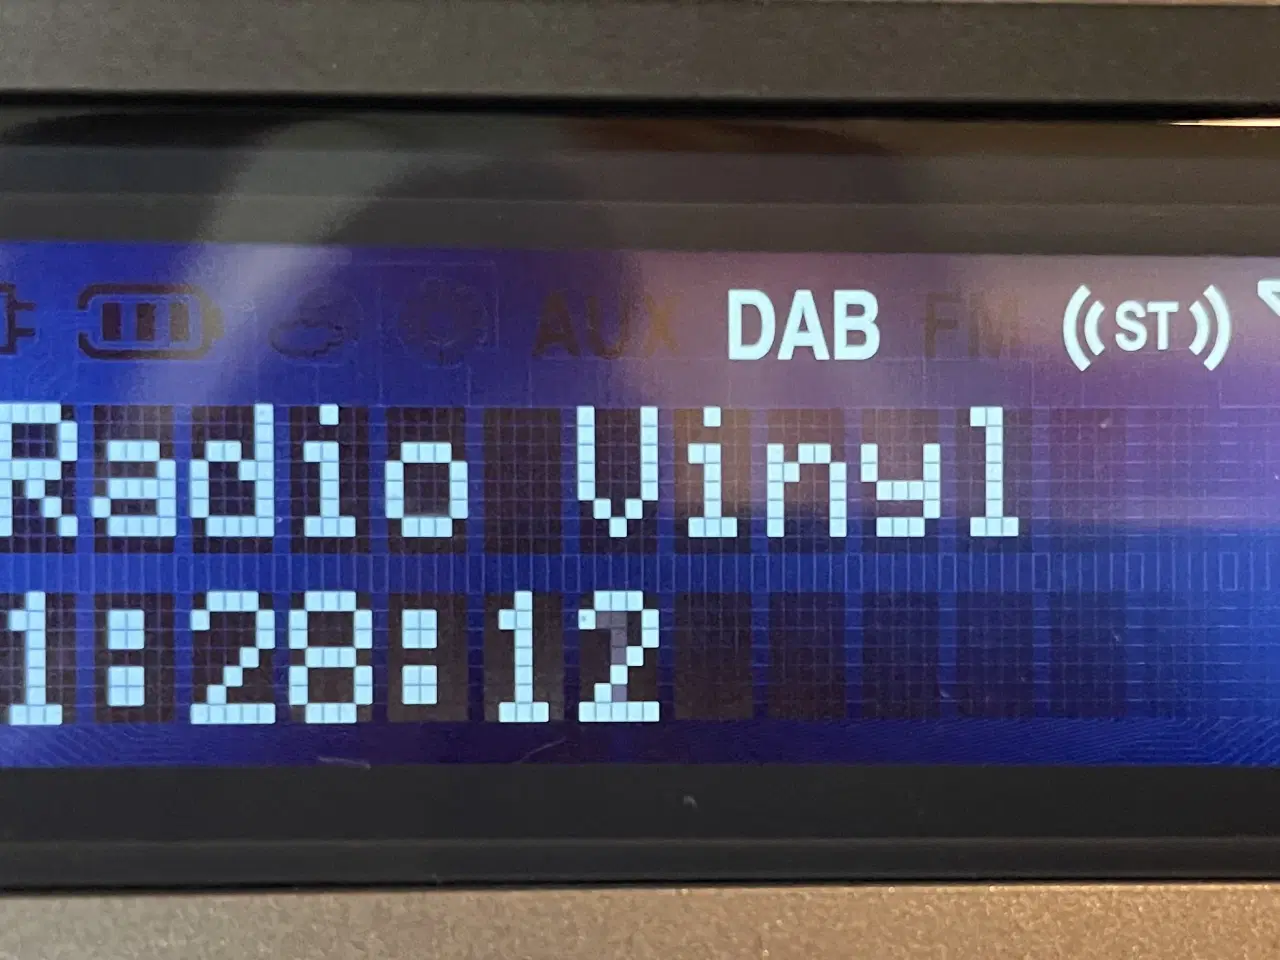 AUX DAB FM ST
Radio Vinyl
1:28:12